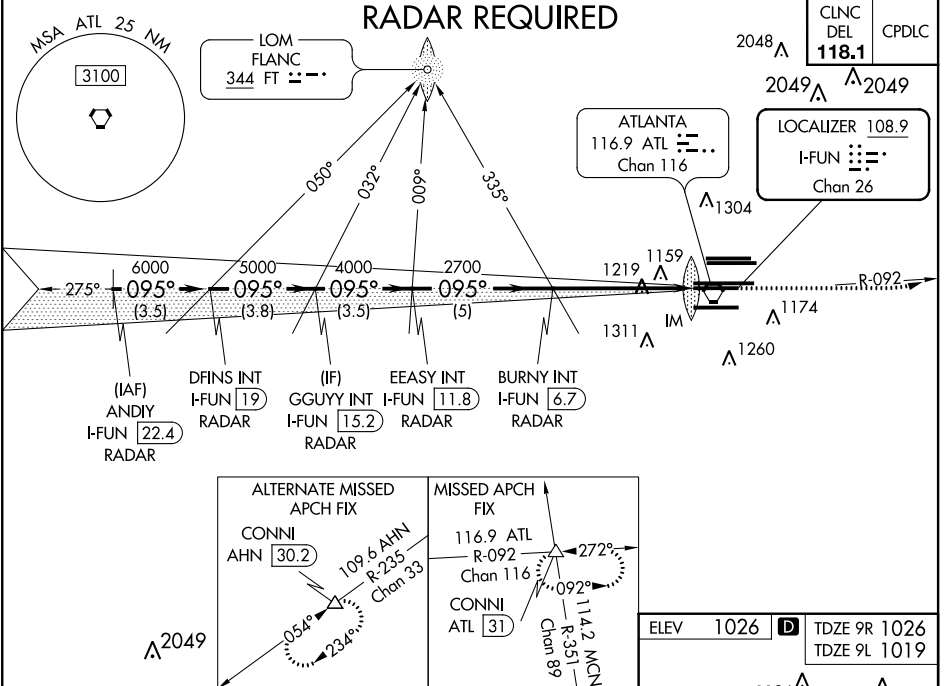 RADAR REQUIRED
MSA ATL 25 NM
3100
LOM
FLANC
344 FT
CLNC
DEL
118.1
CPDLC
2048
2049
2049
ATLANTA
116.9 ATL
Chan 116
LOCALIZER 108.9
I-FUN
Chan 26
050°
032°
009°
335°
1304
1159
1219
6000
5000
4000
2700
275°
095°
095°
095°
095°
(3.5)
(3.8)
(3.5)
(5)
R-092
1174
IM
1311
1260
(IAF)
ANDIY
I-FUN 22.4
RADAR
DFINS INT
I-FUN 19
RADAR
(IF)
GGUYY INT
I-FUN 15.2
RADAR
EEASY INT
I-FUN 11.8
RADAR
BURNY INT
I-FUN 6.7
RADAR
ALTERNATE MISSED
APCH FIX
CONNI
AHN 30.2
109.6 AHN
R-235
Chan 33
054°
234°
MISSED APCH
FIX
116.9 ATL
R-092
Chan 116
272°
092°
CONNI
ATL 31
114.2 MCN
R-351
Chan 89
2049
ELEV 1026
D
TDZE 9R 1026
TDZE 9L 1019